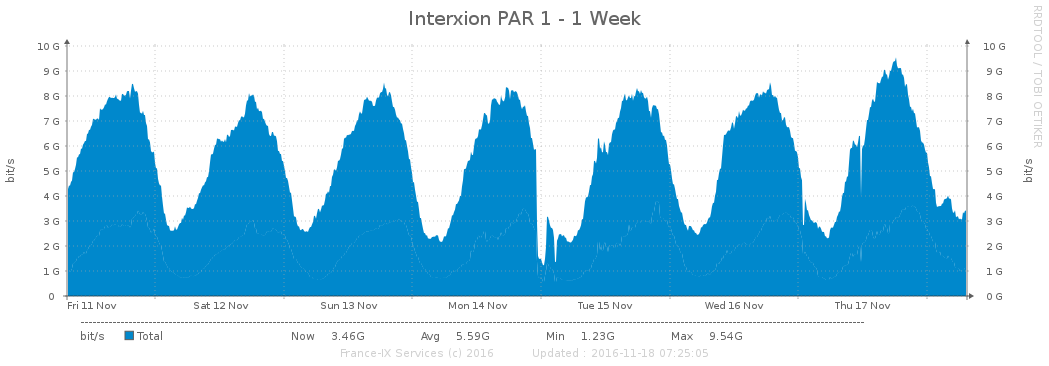 Interxion PAR 1 - 1 Week
RRDTOOL / TOBI OETIKER
10 G 10 G
9 G 9 G
8 G 8 G
7 G 7 G
6 G 6 G
5 G 5 G
4 G 4 G
3 G 3 G
2 G 2 G
1 G 1 G
0 0 G
bit/s bit/s
Fri 11 Nov Sat 12 Nov Sun 13 Nov Mon 14 Nov Tue 15 Nov Wed 16 Nov Thu 17 Nov
bit/s Total Now 3.46G Avg 5.59G Min 1.23G Max 9.54G
France-IX Services (c) 2016 Updated : 2016-11-18 07:25:05